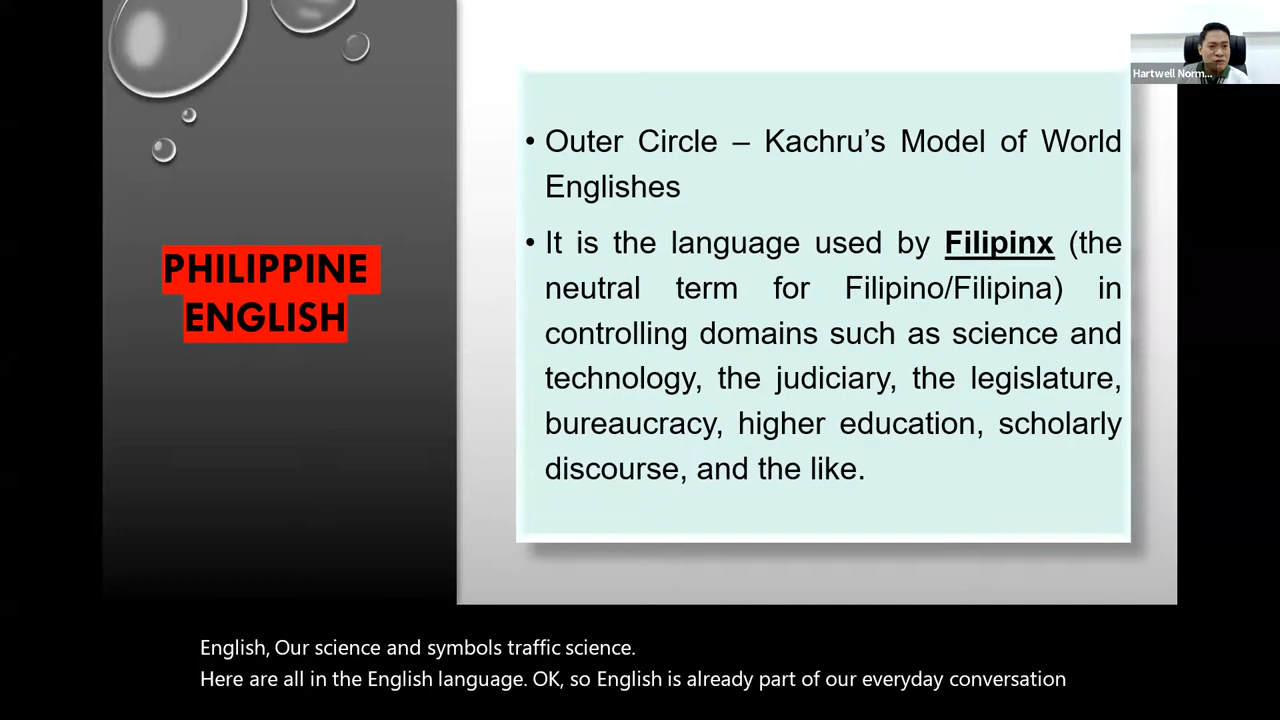 PHILIPPINE
ENGLISH
• Outer Circle – Kachru’s Model of World
Englishes
• It is the language used by Filipinx (the
neutral term for Filipino/Filipina) in
controlling domains such as science and
technology, the judiciary, the legislature,
bureaucracy, higher education, scholarly
discourse, and the like.
Hartwell Norm...
English, Our science and symbols traffic science.
Here are all in the English language. OK, so English is already part of our everyday conversation